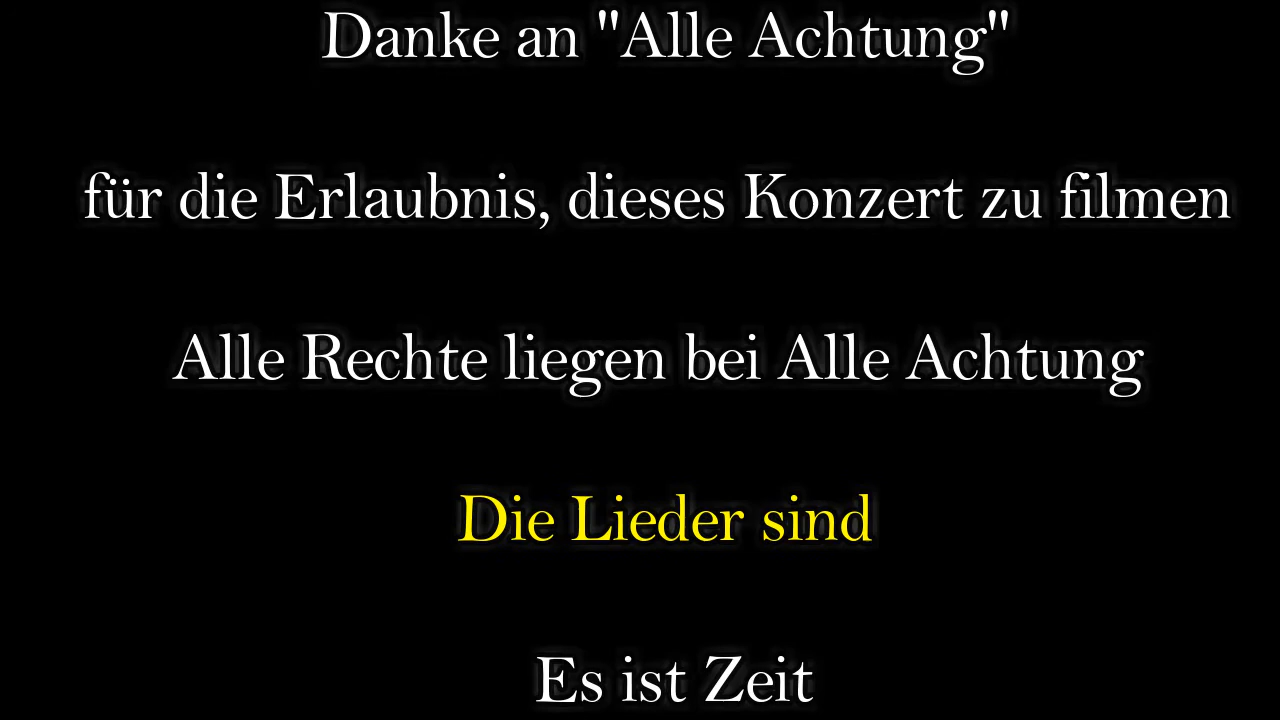 Danke an "Alle Achtung"
für die Erlaubnis, dieses Konzert zu filmen
Alle Rechte liegen bei Alle Achtung
Die Lieder sind
Es ist Zeit